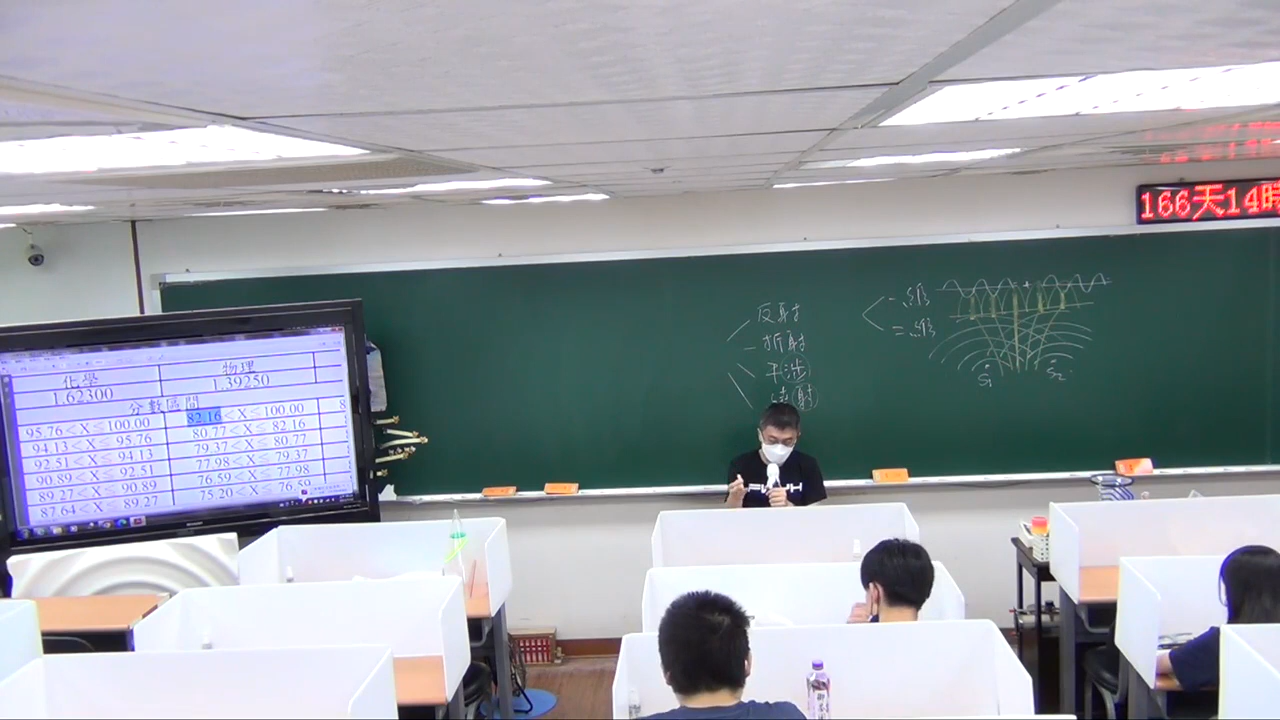 166天14時
反射
折射
干涉
繞射
一維
二維
S₁
S₂
化學
物理
1.62300
1.39250
分數區間
95.76<X≤100.00
82.16<X≤100.00
8
94.13<X≤95.76
80.77<X≤82.16
92.51<X≤94.13
79.37<X≤80.77
90.89<X≤92.51
77.98<X≤79.37
89.27<X≤90.89
76.59<X≤77.98
87.64<X≤89.27
75.20<X≤76.59